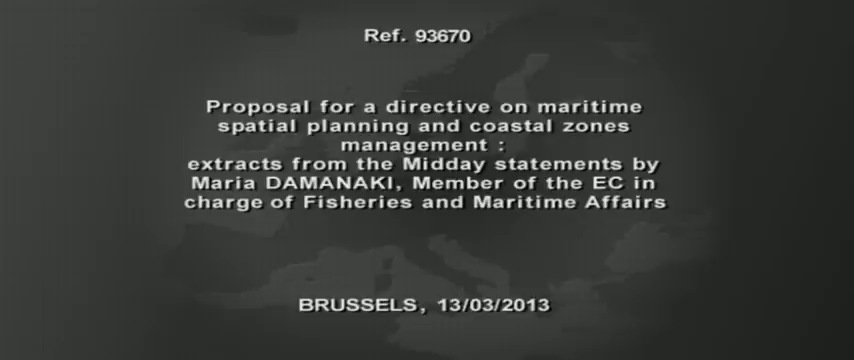 Ref. 93670
Proposal for a directive on maritime
spatial planning and coastal zones
management :
extracts from the Midday statements by
Maria DAMANAKI, Member of the EC in
charge of Fisheries and Maritime Affairs
BRUSSELS, 13/03/2013